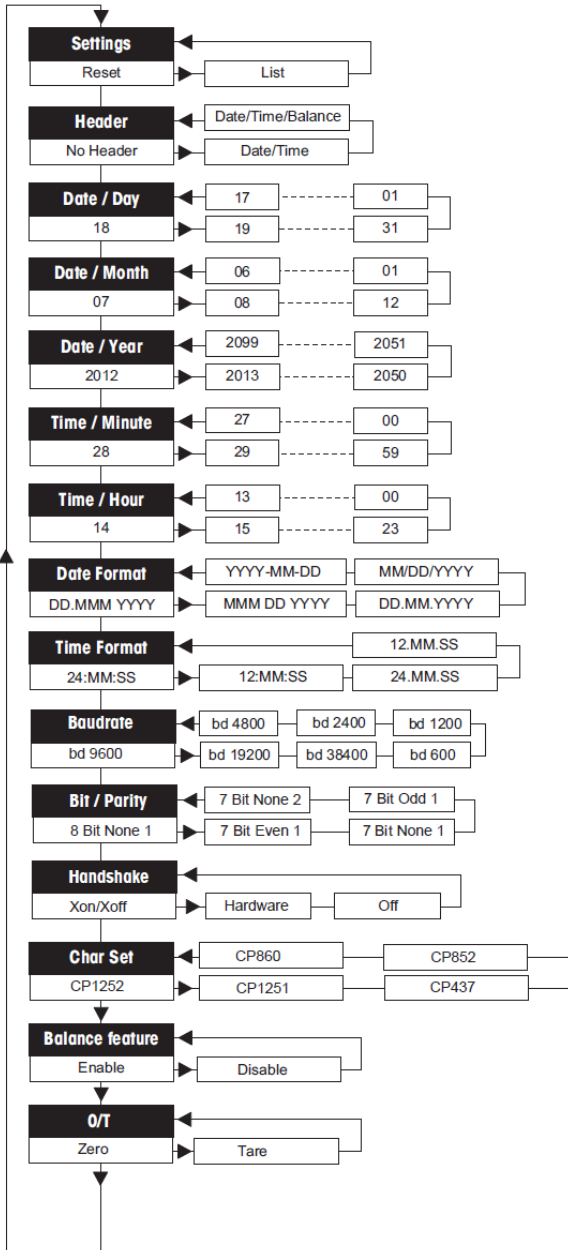 Settings
Reset List
Header Date/Time/Balance
No Header Date/Time
Date / Day 17 01
18 19 31
Date / Month 06 01
07 08 12
Date / Year 2099 2051
2012 2013 2050
Time / Minute 27 00
28 29 59
Time / Hour 13 00
14 15 23
Date Format YYYY-MM-DD MM/DD/YYYY
DD.MMM YYYY MMM DD YYYY DD.MM.YYYY
Time Format 12.MM.SS
24:MM:SS 12:MM:SS 24.MM.SS
Baudrate bd 4800 bd 2400 bd 1200
bd 9600 bd 19200 bd 38400 bd 600
Bit / Parity 7 Bit None 2 7 Bit Odd 1
8 Bit None 1 7 Bit Even 1 7 Bit None 1
Handshake
Xon/Xoff Hardware Off
Char Set CP860 CP852
CP1252 CP1251 CP437
Balance feature
Enable Disable
0/T
Zero Tare